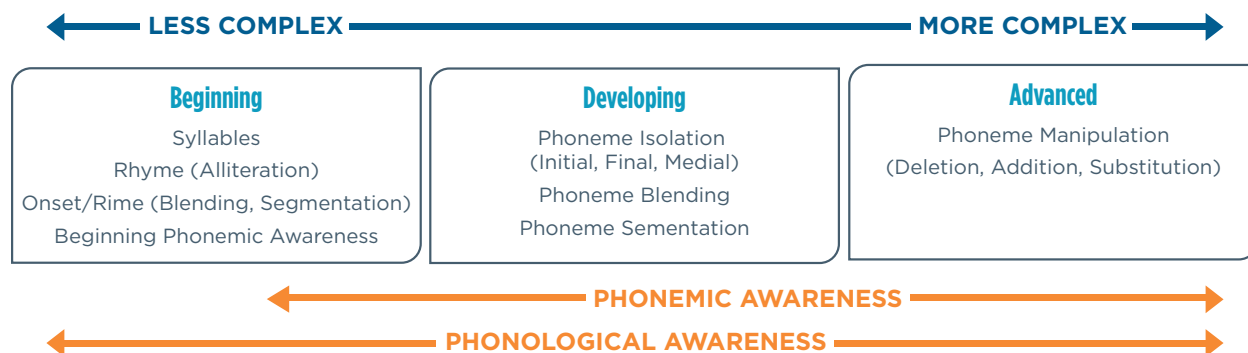 LESS COMPLEX
MORE COMPLEX
Beginning
Syllables
Rhyme (Alliteration)
Onset/Rime (Blending, Segmentation)
Beginning Phonemic Awareness
Developing
Phoneme Isolation
(Initial, Final, Medial)
Phoneme Blending
Phoneme Sementation
Advanced
Phoneme Manipulation
(Deletion, Addition, Substitution)
PHONEMIC AWARENESS
PHONOLOGICAL AWARENESS